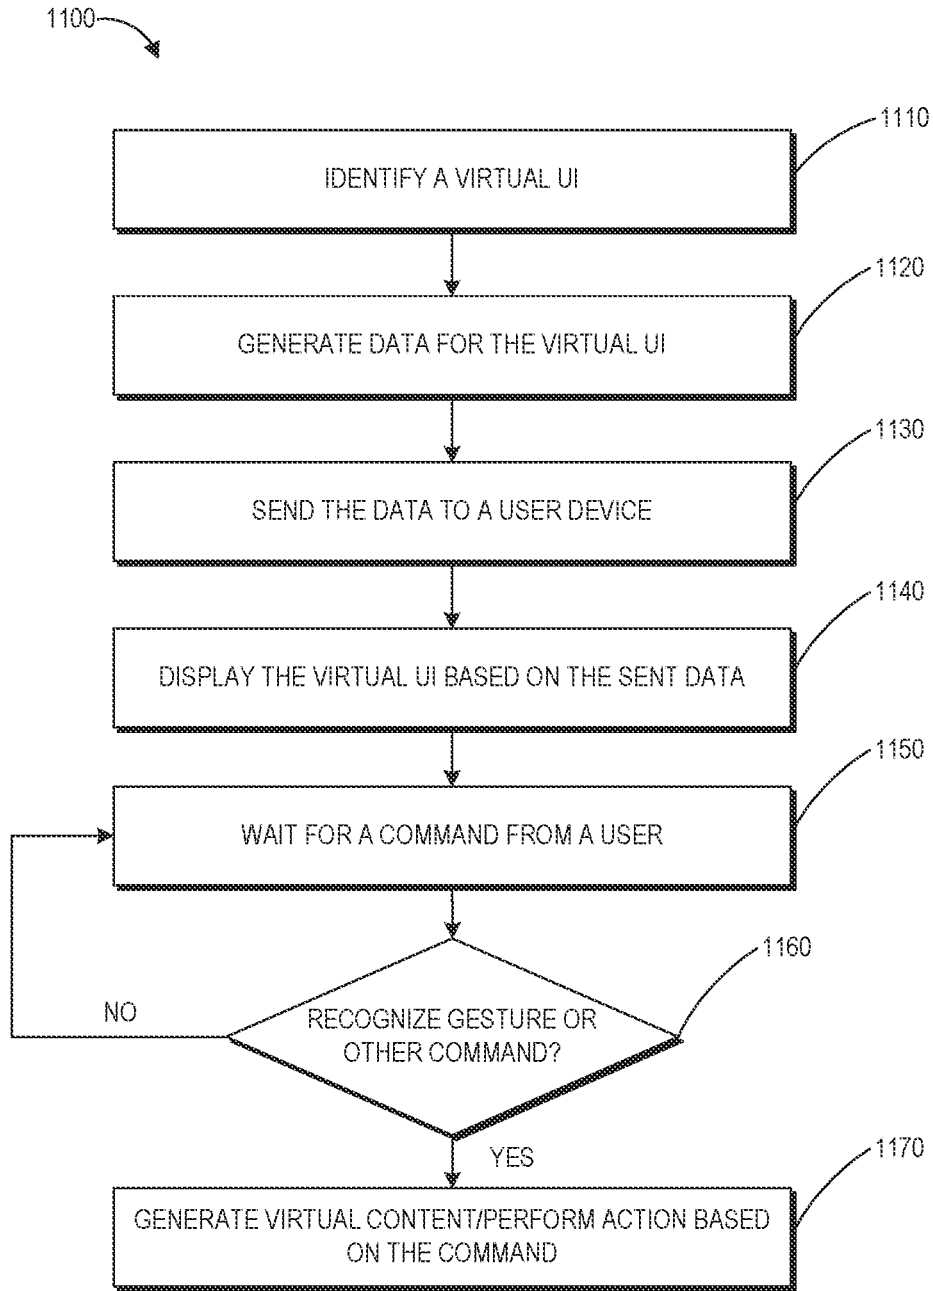 1100
1110
IDENTIFY A VIRTUAL UI
1120
GENERATE DATA FOR THE VIRTUAL UI
1130
SEND THE DATA TO A USER DEVICE
1140
DISPLAY THE VIRTUAL UI BASED ON THE SENT DATA
1150
WAIT FOR A COMMAND FROM A USER
1160
NO
RECOGNIZE GESTURE OR
OTHER COMMAND?
YES
1170
GENERATE VIRTUAL CONTENT/PERFORM ACTION BASED
ON THE COMMAND